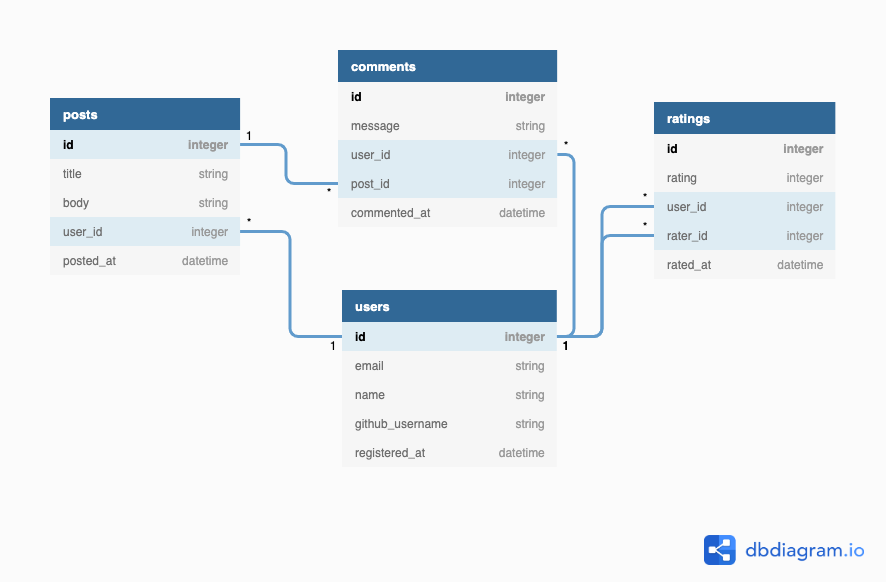 posts
id integer
title string
body string
user_id integer
posted_at datetime
1
*
comments
id integer
message string
user_id integer
post_id integer
commented_at datetime
*
*
ratings
id integer
rating integer
user_id integer
rater_id integer
rated_at datetime
*
*
users
id integer
email string
name string
github_username string
registered_at datetime
1
1
dbdiagram.io